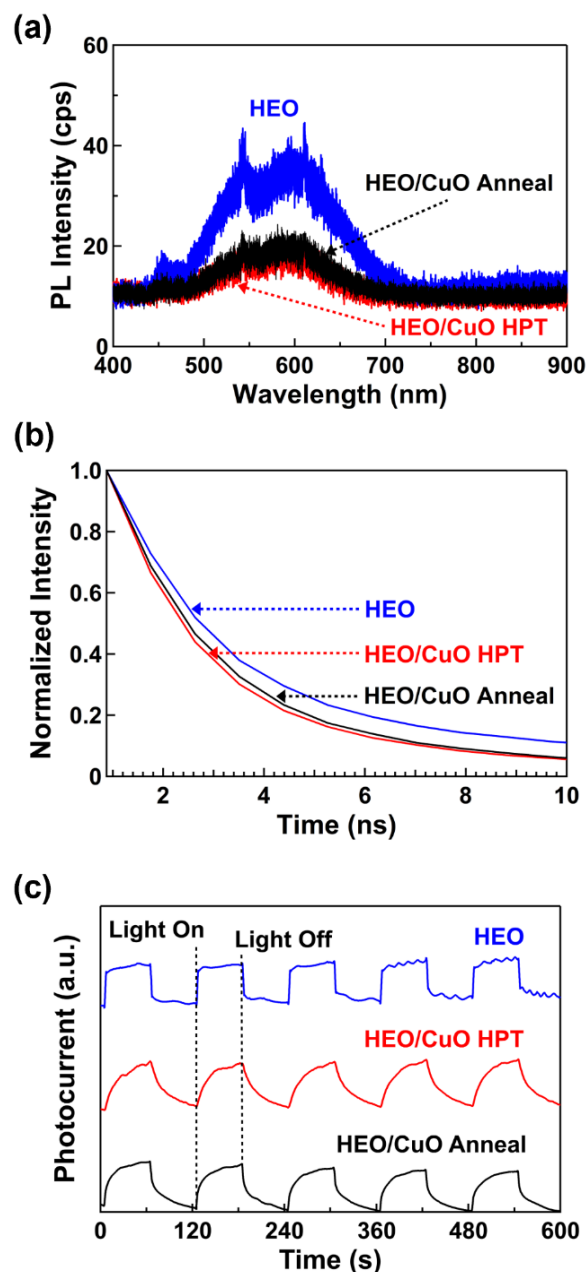 (a)
60
40
20
0
PL Intensity (cps)
HEO
HEO/CuO Anneal
HEO/CuO HPT
400 500 600 700 800 900
Wavelength (nm)
(b)
1.0
0.8
0.6
0.4
0.2
0
Normalized Intensity
HEO
HEO/CuO HPT
HEO/CuO Anneal
2 4 6 8 10
Time (ns)
(c)
Photocurrent (a.u.)
Light On
Light Off
HEO
HEO/CuO HPT
HEO/CuO Anneal
0 120 240 360 480 600
Time (s)